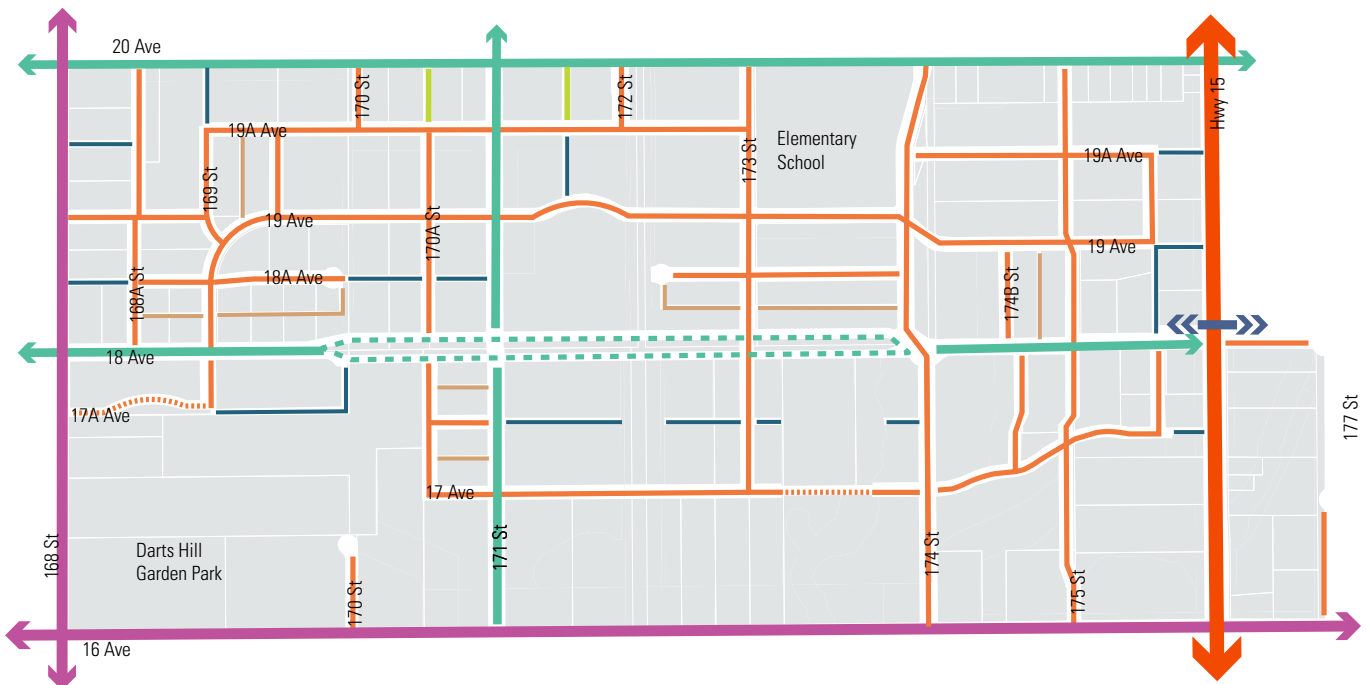 20 Ave
170 St
172 St
Hwy 15
19A Ave
173 St
Elementary
School
19A Ave
169 St
19 Ave
170A St
19 Ave
168A St
18A Ave
174B St
18 Ave
17A Ave
177 St
17 Ave
168 St
Darts Hill
Garden Park
170 St
171 St
174 St
175 St
16 Ave